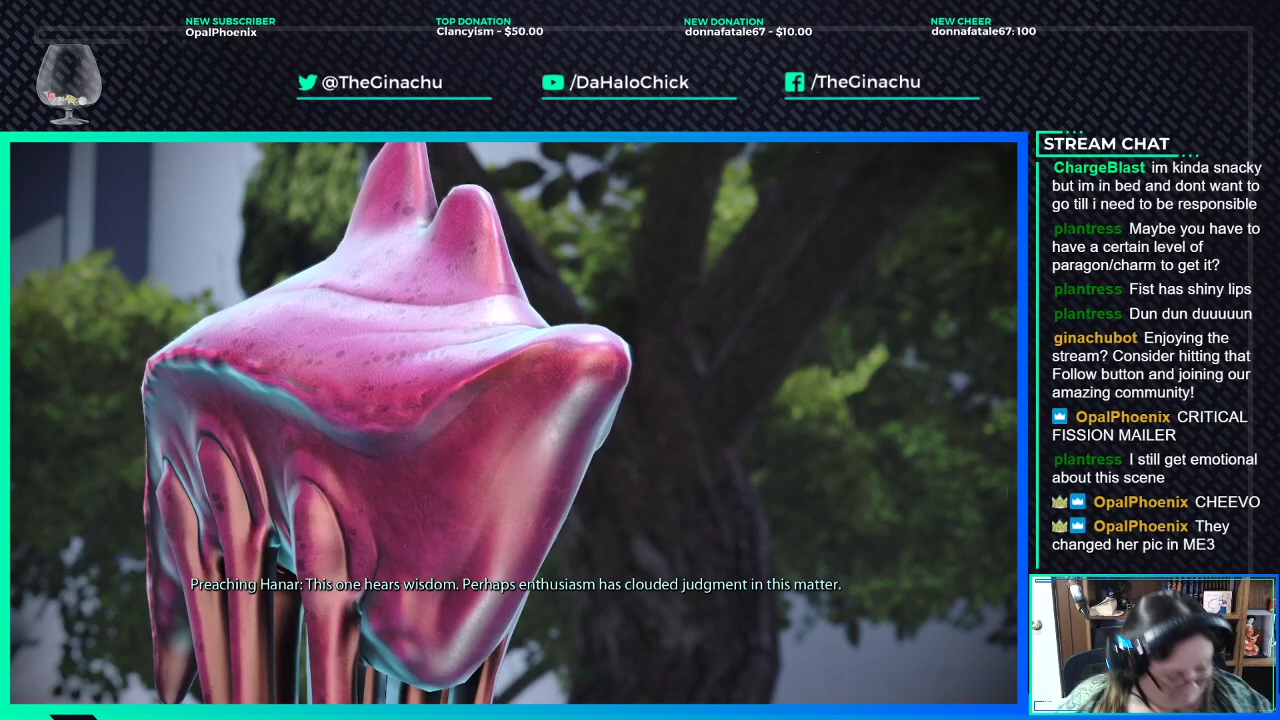 NEW SUBSCRIBER
OpalPhoenix
TOP DONATION
Clancyism ~ $50.00
NEW DONATION
donnafatale67 ~ $10.00
NEW CHEER
donnafatale67: 100
@TheGinachu
/DaHaloChick
/TheGinachu
STREAM CHAT
ChargeBlast im kinda snacky
but im in bed and dont want to
go till i need to be responsible
plantress Maybe you have to
have a certain level of
paragon/charm to get it?
plantress Fist has shiny lips
plantress Dun dun duuuuun
ginachubot Enjoying the
stream? Consider hitting that
Follow button and joining our
amazing community!
OpalPhoenix CRITICAL
FISSION MAILER
plantress I still get emotional
about this scene
OpalPhoenix CHEEVO
OpalPhoenix They
changed her pic in ME3
Preaching Hanar: This one hears wisdom. Perhaps enthusiasm has clouded judgment in this matter.